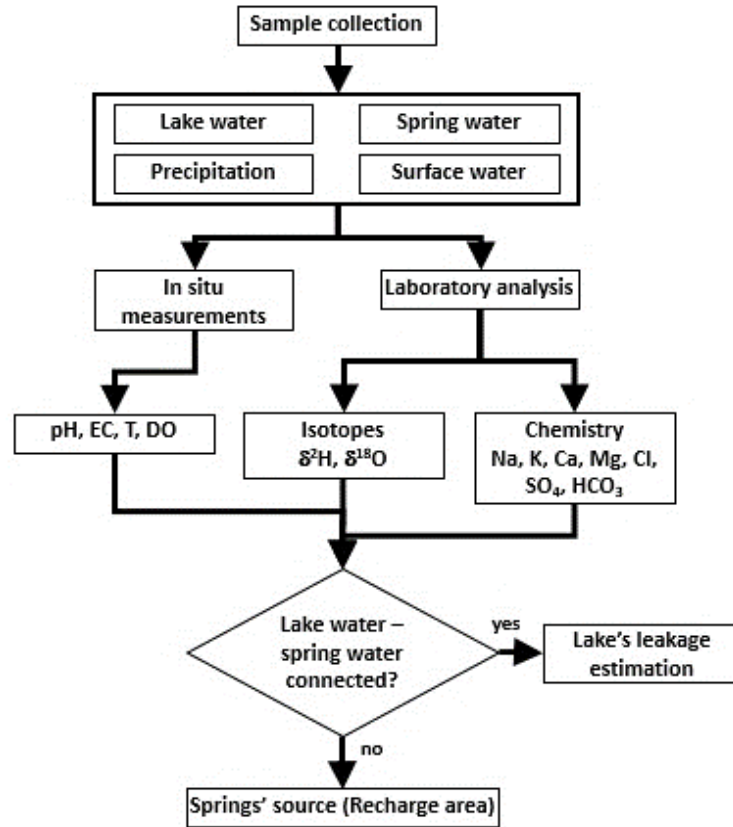 Sample collection
Lake water
Spring water
Precipitation
Surface water
In situ
measurements
Laboratory analysis
pH, EC, T, DO
Isotopes
δ²H, δ¹⁸O
Chemistry
Na, K, Ca, Mg, Cl,
SO₄, HCO₃
Lake water –
spring water
connected?
yes
Lake's leakage
estimation
no
Springs' source (Recharge area)